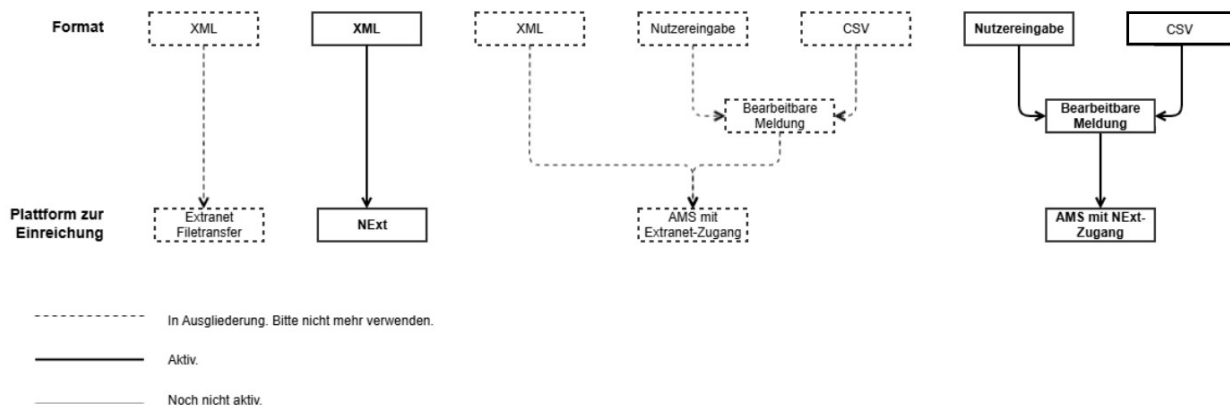 Format
XML
XML
XML
Nutzereingabe
CSV
Nutzereingabe
CSV
Bearbeitbare
Meldung
Bearbeitbare
Meldung
Plattform zur
Einreichung
Extranet
Filetransfer
NExt
AMS mit
Extranet-Zugang
AMS mit NExt-
Zugang
In Ausgliederung. Bitte nicht mehr verwenden.
Aktiv.
Noch nicht aktiv.